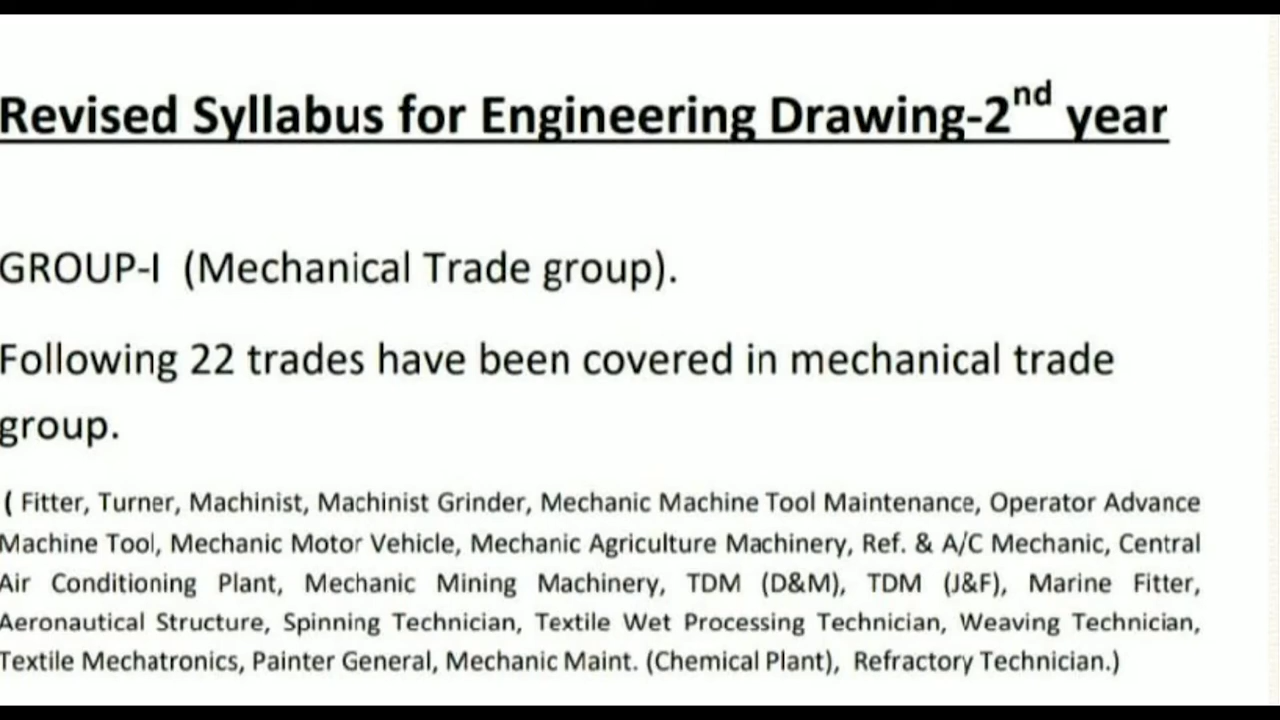 Revised Syllabus for Engineering Drawing-2nd year
GROUP-I (Mechanical Trade group).
Following 22 trades have been covered in mechanical trade
group.
( Fitter, Turner, Machinist, Machinist Grinder, Mechanic Machine Tool Maintenance, Operator Advance
Machine Tool, Mechanic Motor Vehicle, Mechanic Agriculture Machinery, Ref. & A/C Mechanic, Central
Air Conditioning Plant, Mechanic Mining Machinery, TDM (D&M), TDM (J&F), Marine Fitter,
Aeronautical Structure, Spinning Technician, Textile Wet Processing Technician, Weaving Technician,
Textile Mechatronics, Painter General, Mechanic Maint. (Chemical Plant), Refractory Technician.)